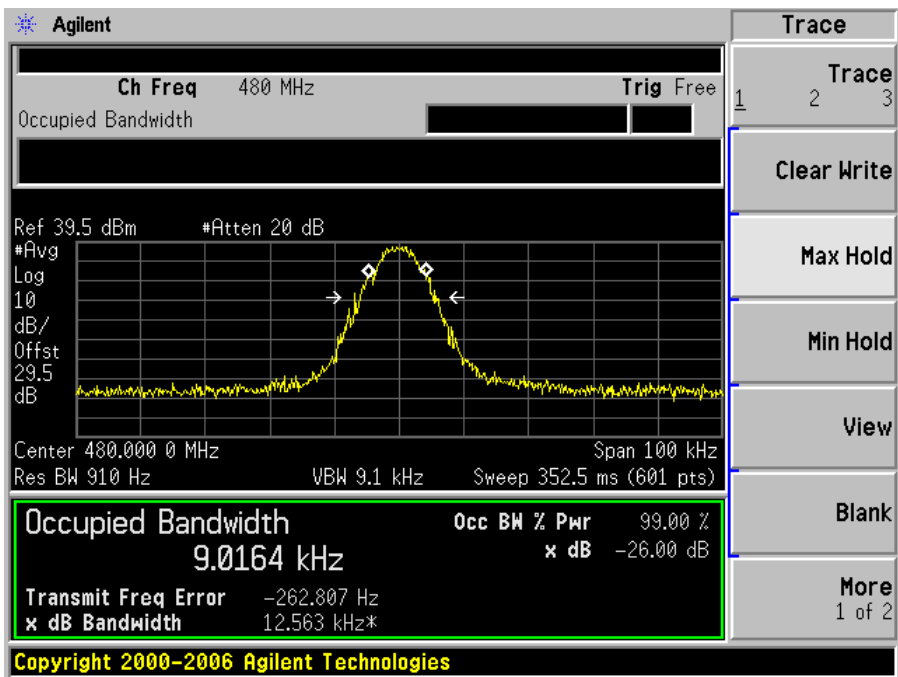 Agilent
Trace
Ch Freq 480 MHz Trig Free
Occupied Bandwidth
Trace
1 2 3
Clear Write
Max Hold
Min Hold
View
Blank
More
1 of 2
Ref 39.5 dBm #Atten 20 dB
#Avg
Log
10
dB/
Offst
29.5
dB
Center 480.000 0 MHz Span 100 kHz
Res BW 910 Hz VBW 9.1 kHz Sweep 352.5 ms (601 pts)
Occupied Bandwidth
9.0164 kHz
Occ BW % Pwr 99.00 %
x dB -26.00 dB
Transmit Freq Error -262.807 Hz
x dB Bandwidth 12.563 kHz*
Copyright 2000-2006 Agilent Technologies